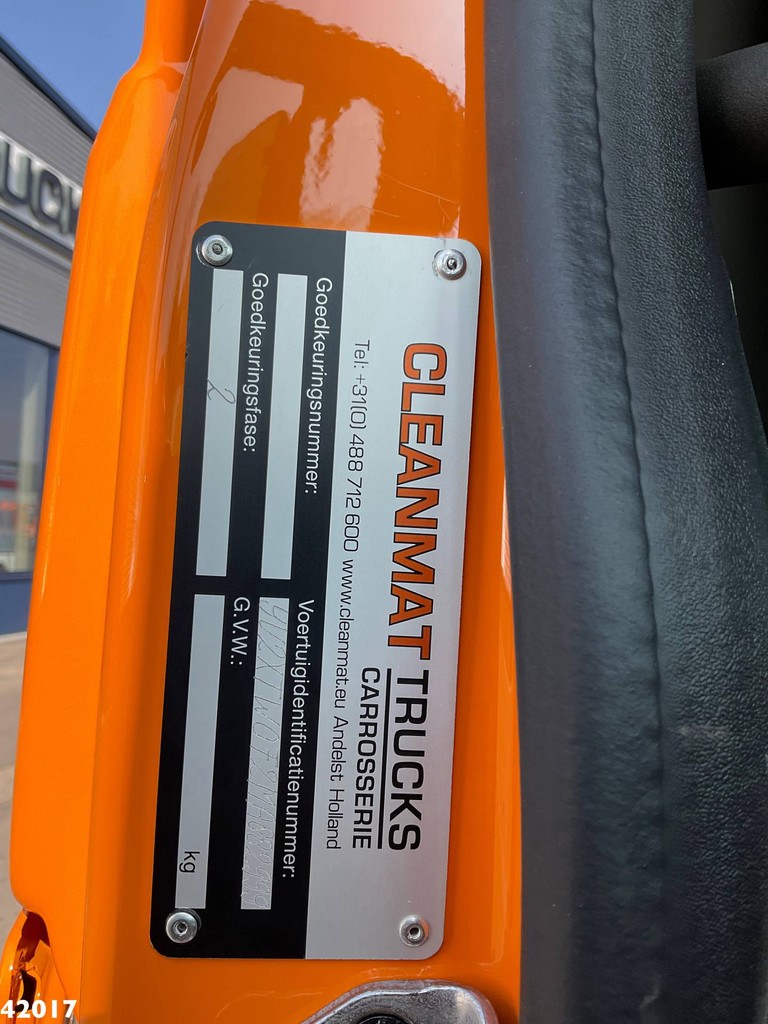 CLEANMAT TRUCKS
CARROSSERIE
Tel: +31(0) 488 712 600 www.cleanmat.eu Andelst Holland
Goedkeuringsnummer:
Voertuigidentificatienummer:
Goedkeuringsfase:
2
G.V.W.:
kg
42017